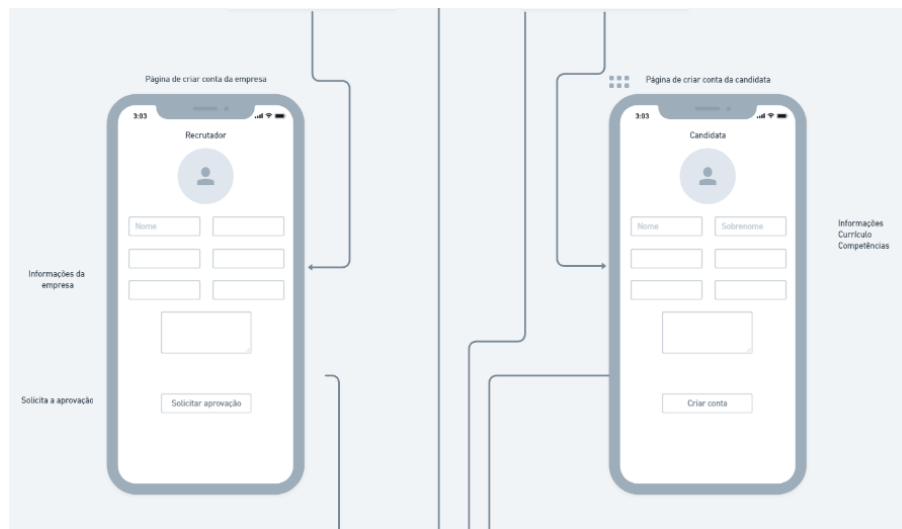 Página de criar conta da empresa
3:03
Recrutador
Nome
Informações da
empresa
Solicita a aprovação
Solicitar aprovação
Página de criar conta da candidata
3:03
Candidata
Nome
Sobrenome
Informações
Currículo
Competências
Criar conta